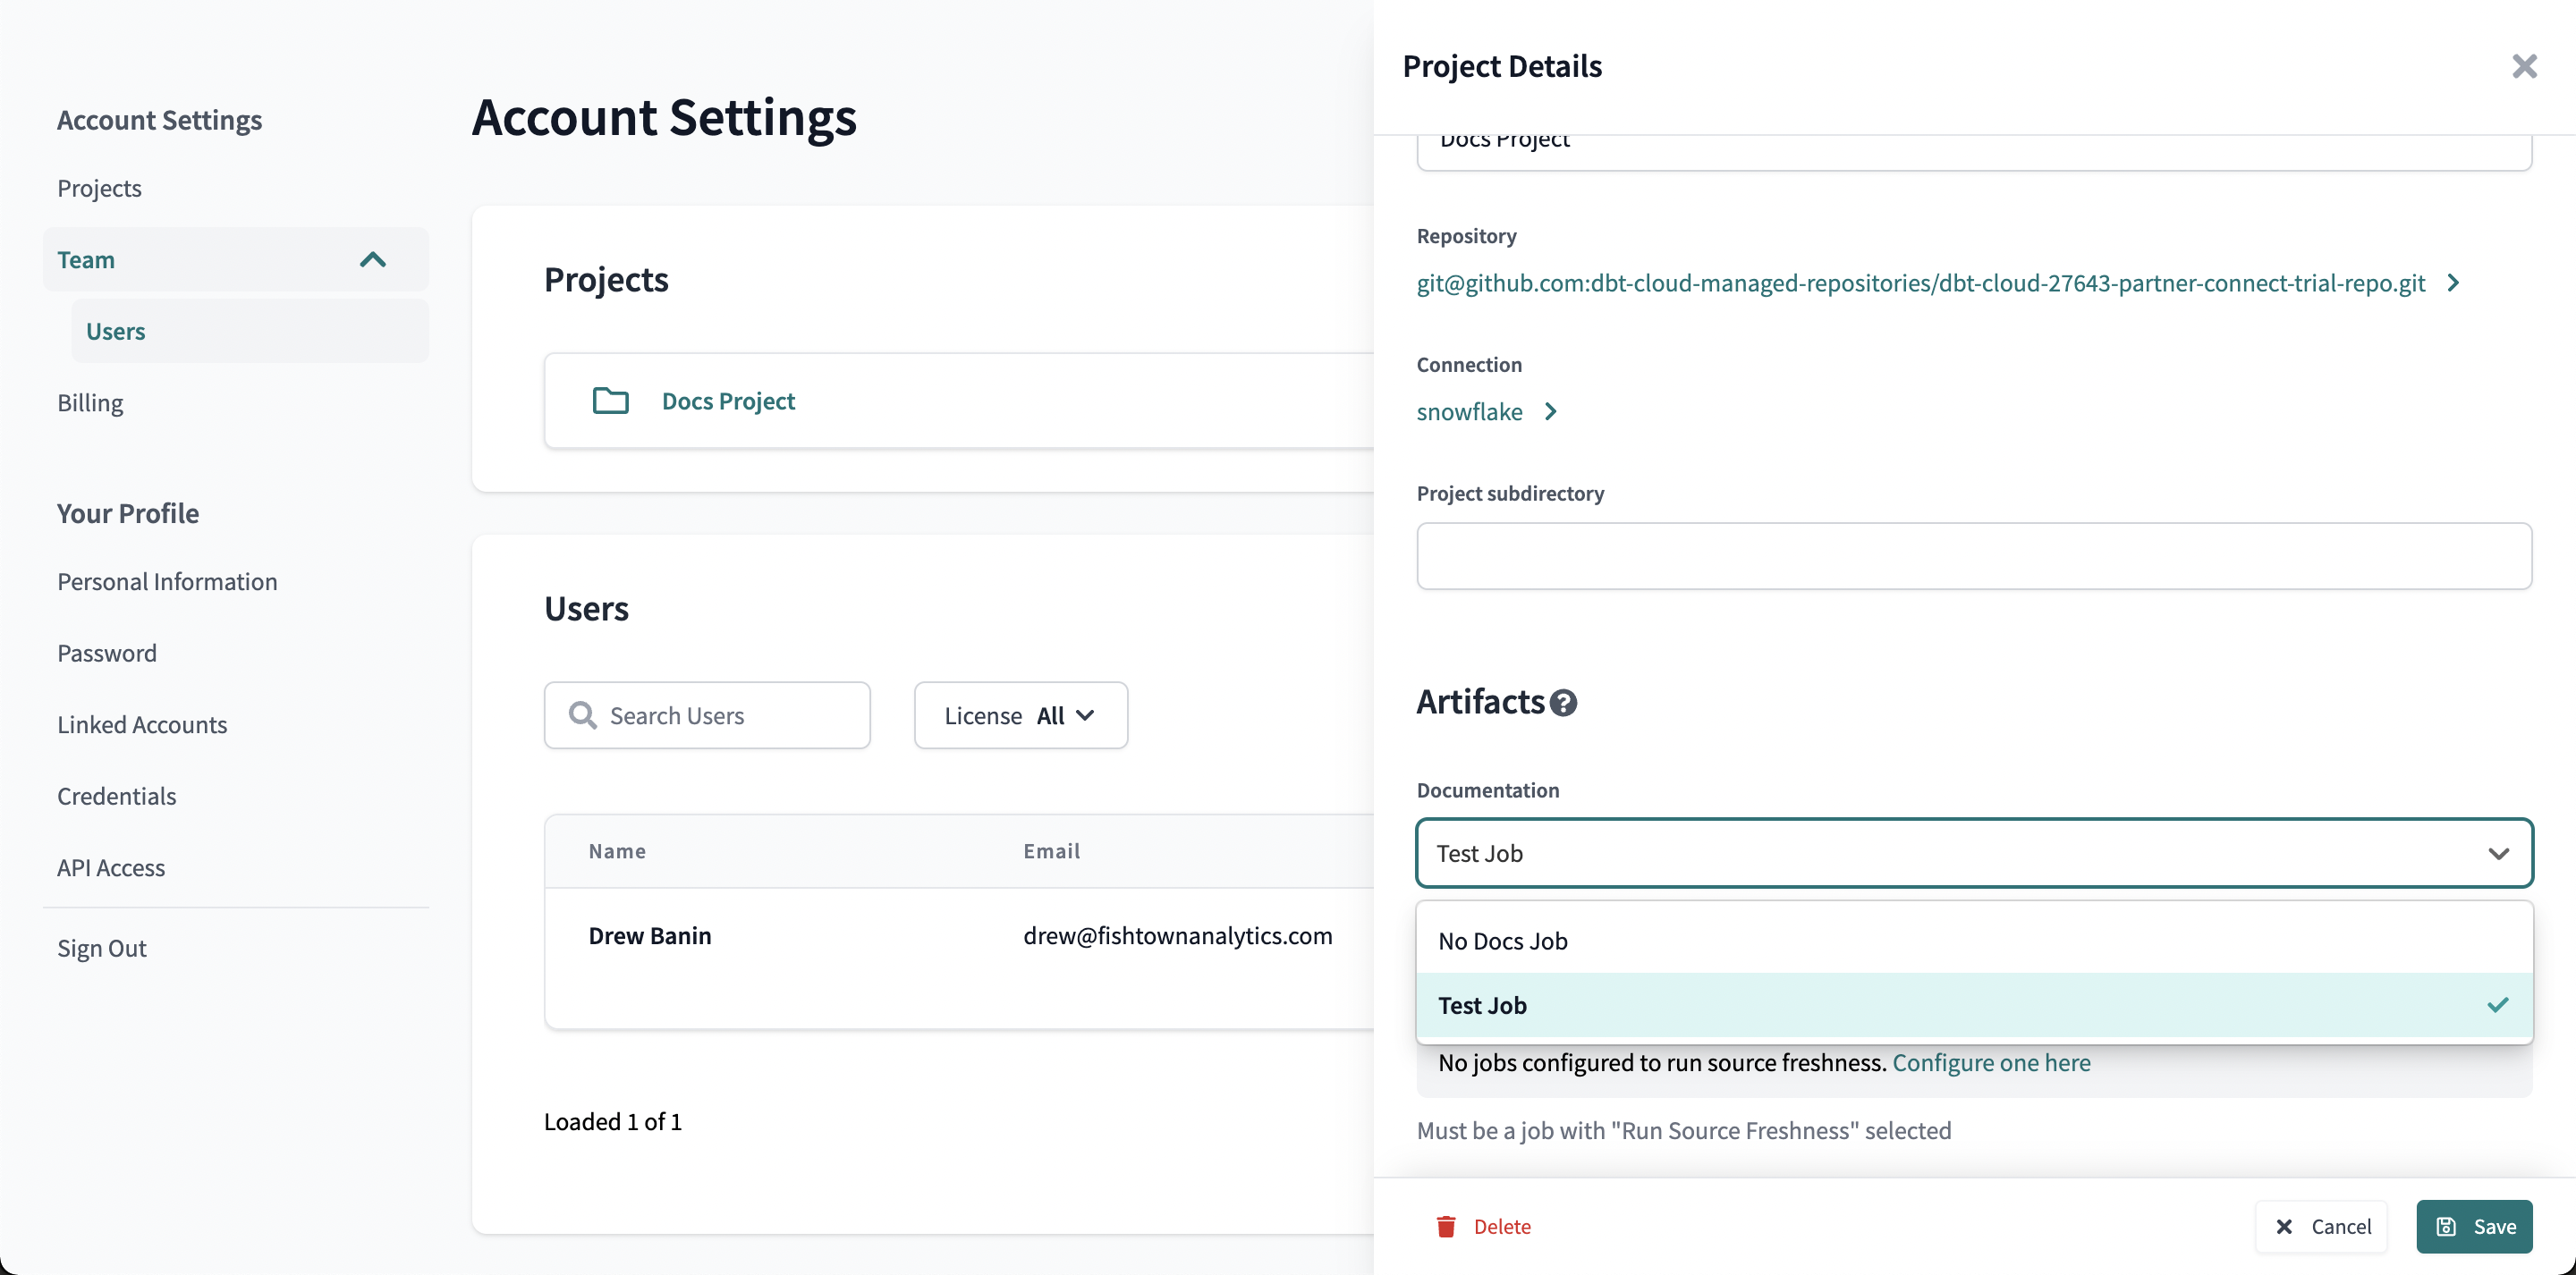 Account Settings
Projects
Team
Users
Billing
Your Profile
Personal Information
Password
Linked Accounts
Credentials
API Access
Sign Out
Account Settings
Projects
Docs Project
Users
Search Users
License All
Name Email
Drew Banin drew@fishtownanalytics.com
Loaded 1 of 1
Project Details
Docs Project
Repository
git@github.com:dbt-cloud-managed-repositories/dbt-cloud-27643-partner-connect-trial-repo.git
Connection
snowflake
Project subdirectory
Artifacts
Documentation
Test Job
No Docs Job
Test Job
No jobs configured to run source freshness. Configure one here
Must be a job with "Run Source Freshness" selected
Delete
Cancel
Save